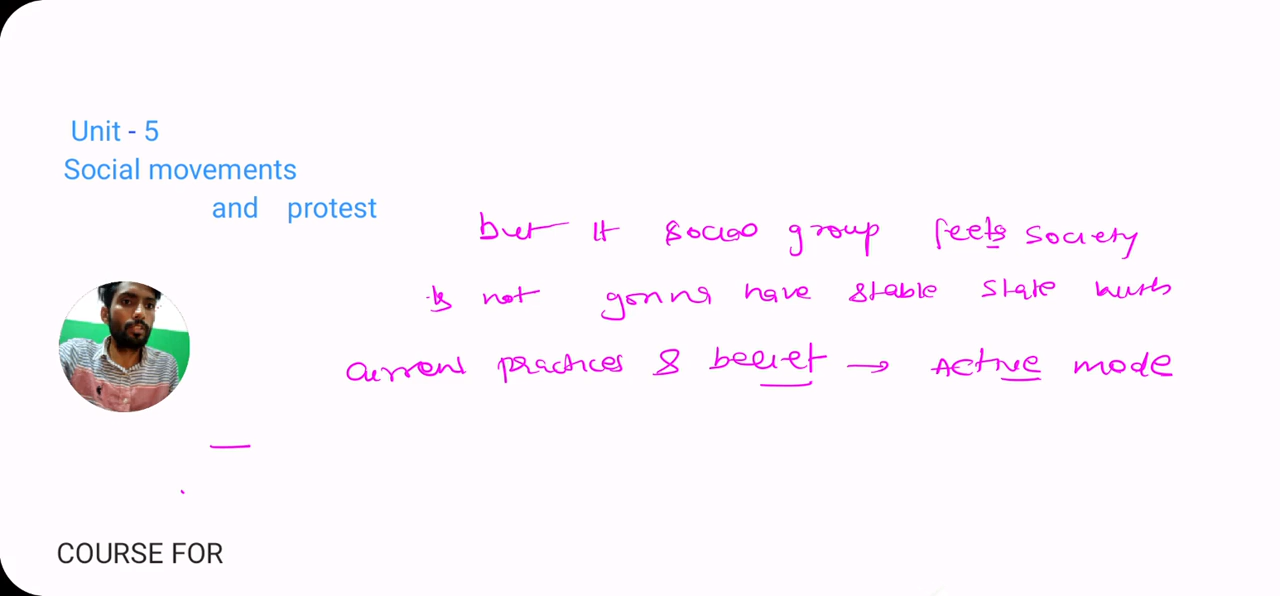 Unit - 5
Social movements
and protest
but If social group feels society
is not gonna have stable state with
current practices & belief → Active mode
COURSE FOR